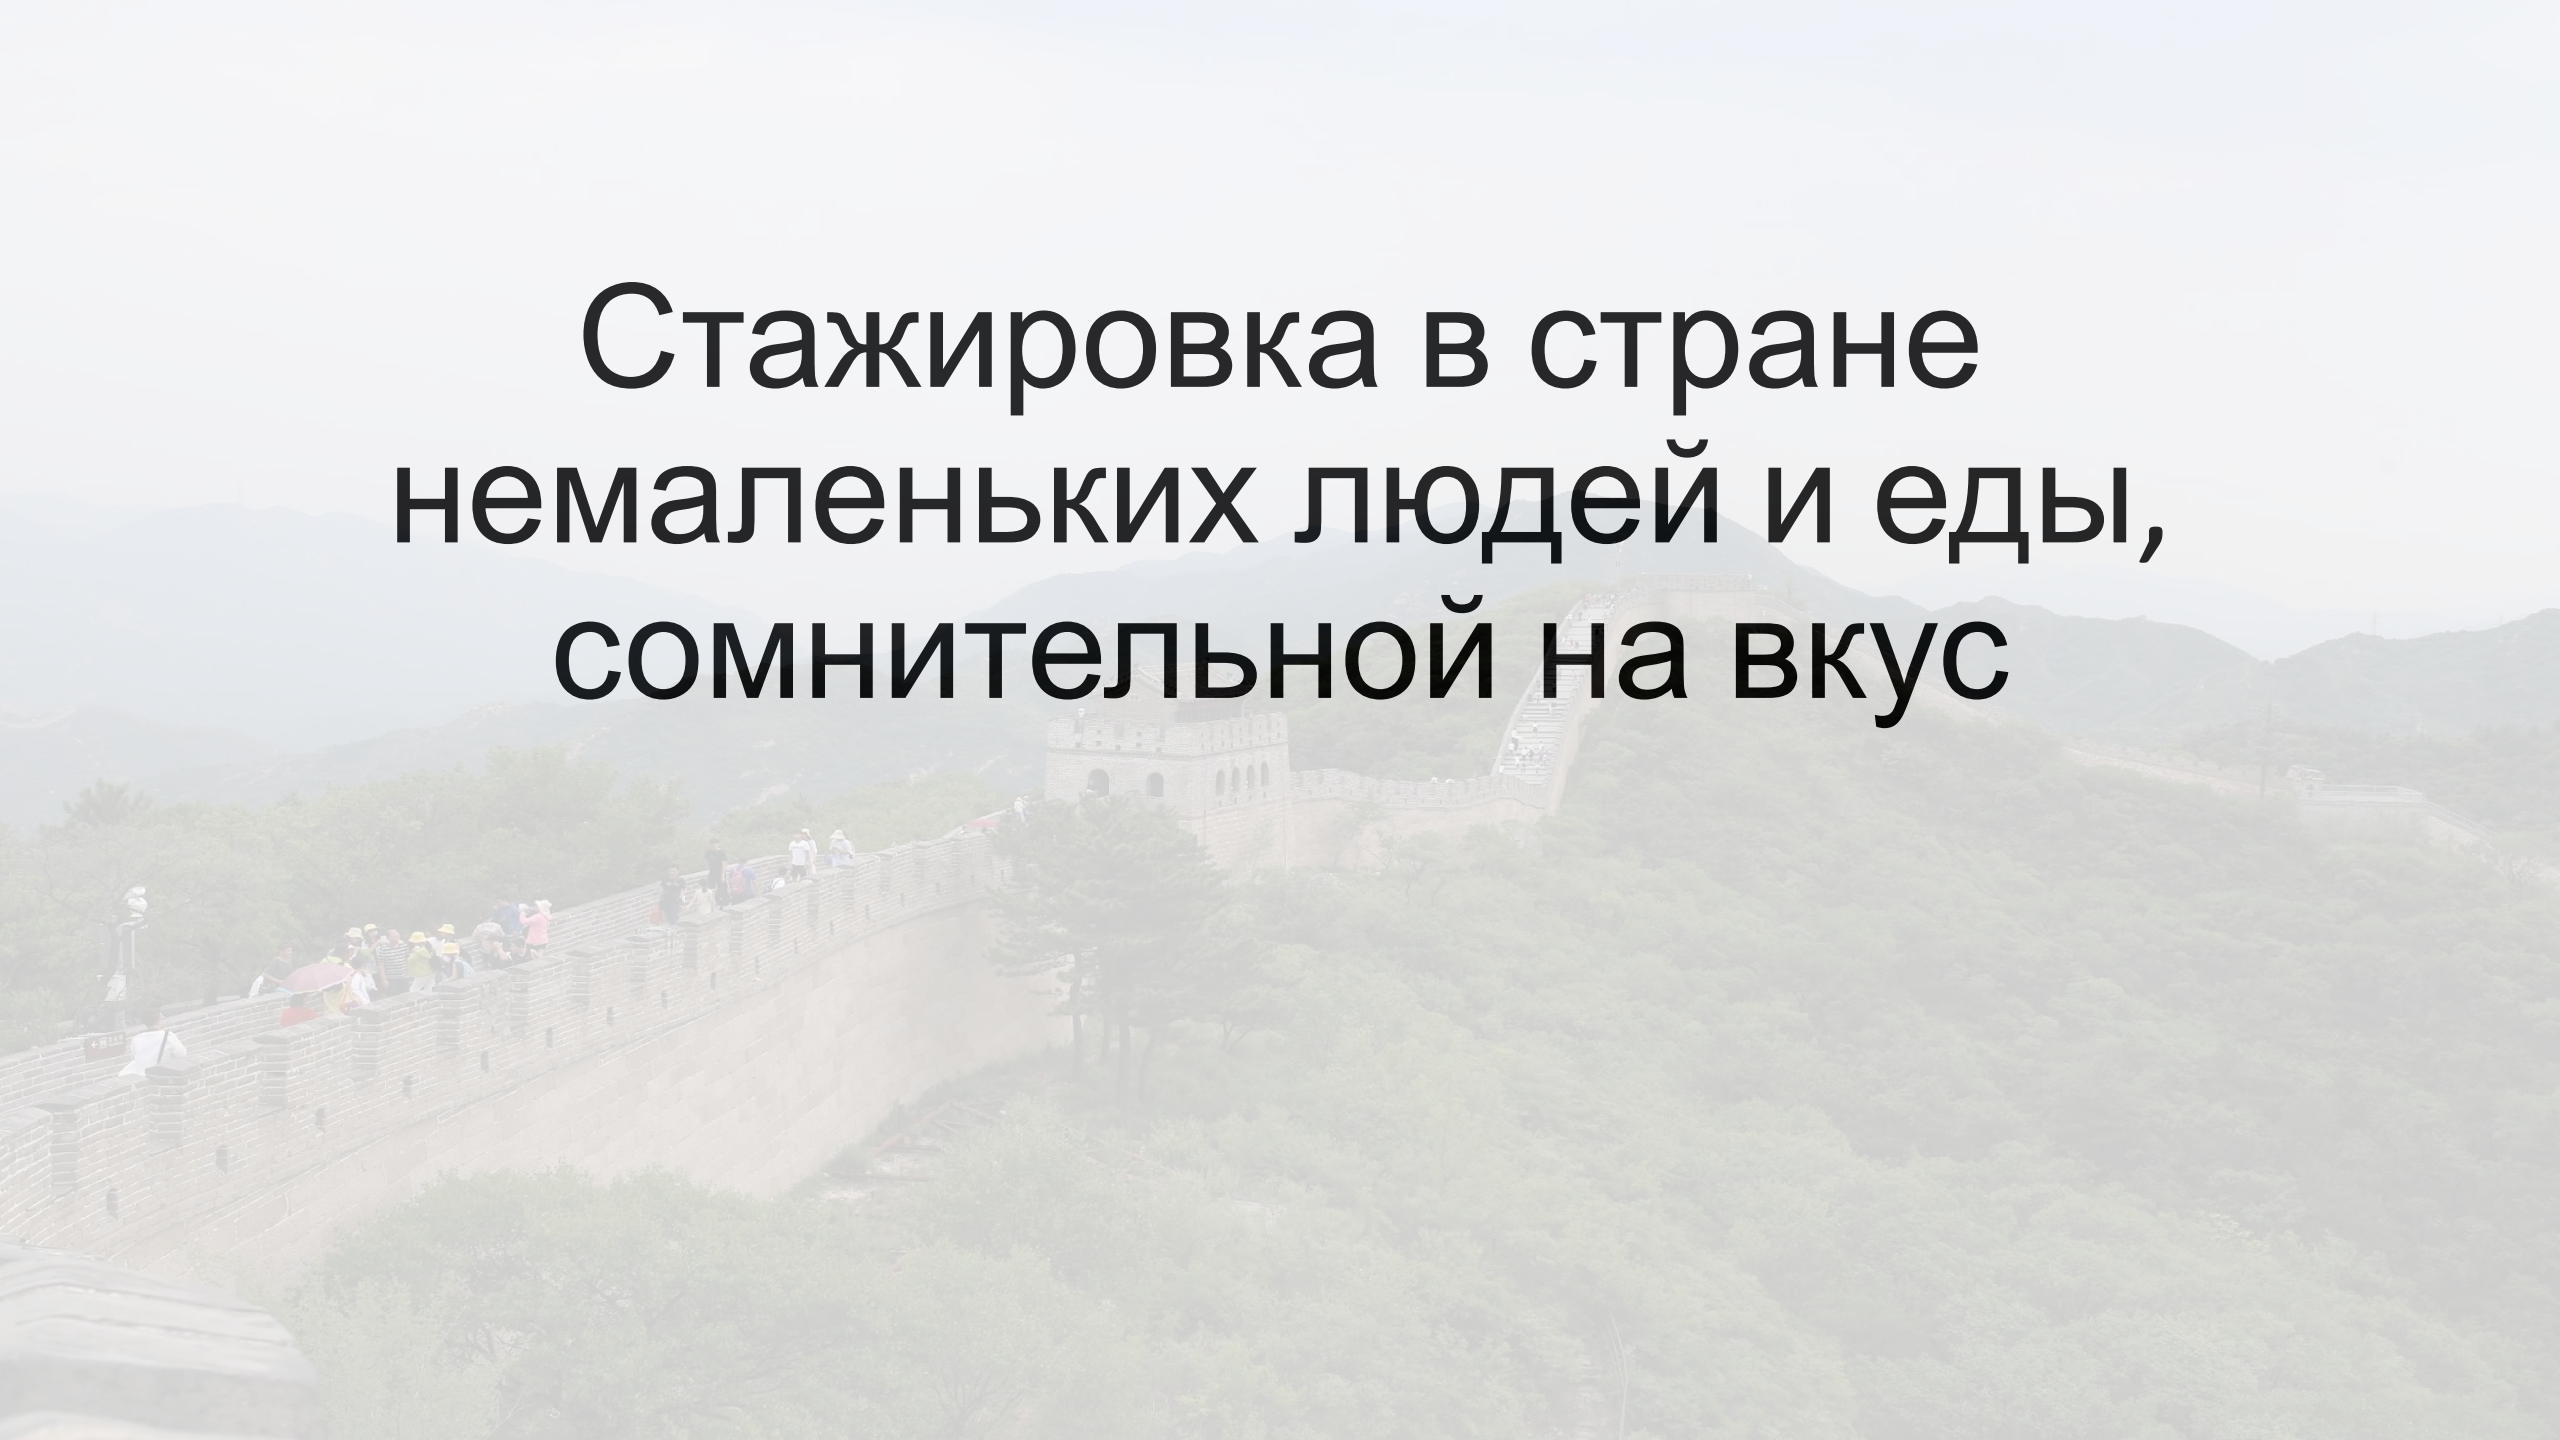 Стажировка в стране
немаленьких людей и еды,
сомнительной на вкус